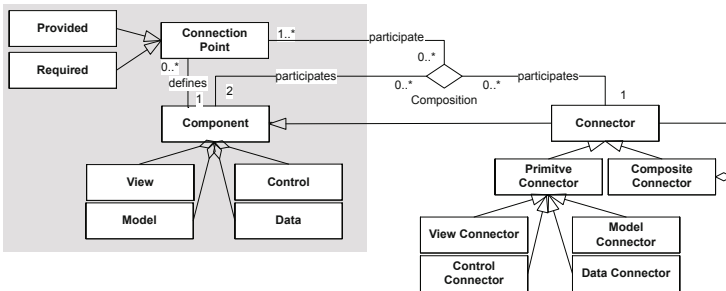 Provided
Connection
Point
1..*
participate
0..*
Required
0..*
defines
1
2
participates
0..*
0..*
participates
1
Composition
Component
Connector
View
Control
Primitve
Connector
Composite
Connector
Model
Data
View Connector
Model
Connector
Control
Connector
Data Connector